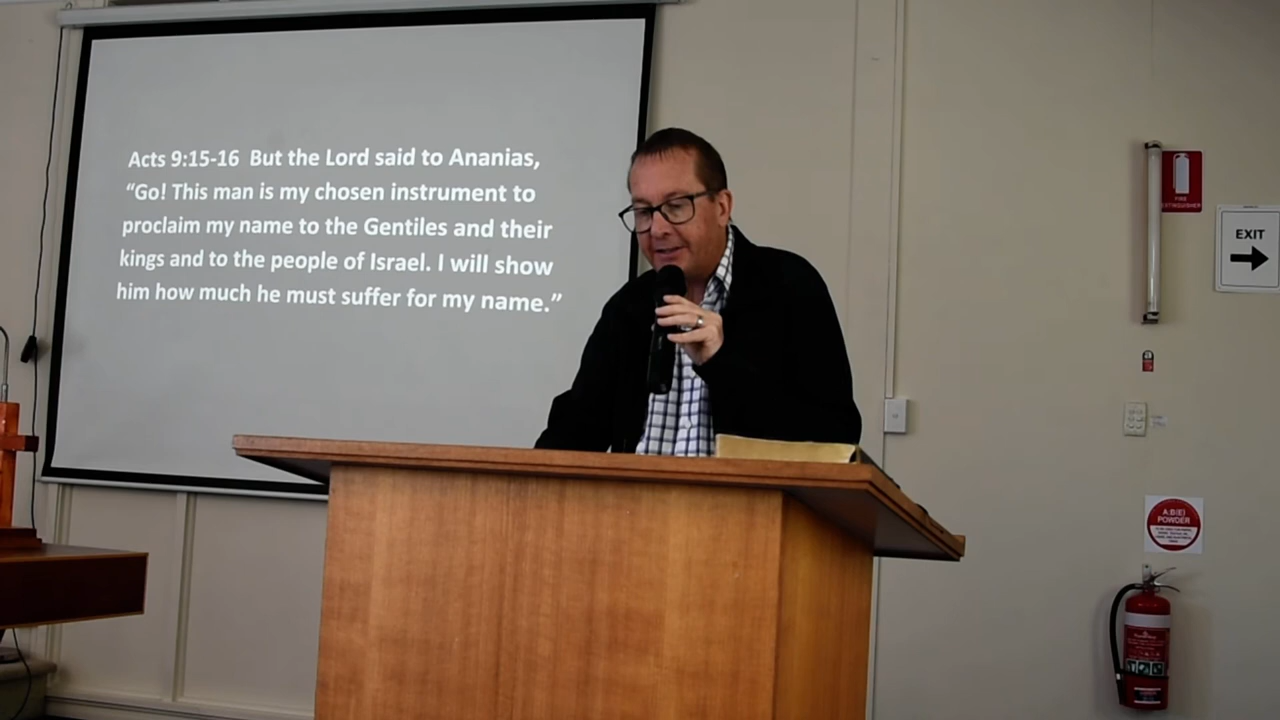 Acts 9:15-16  But the Lord said to Ananias,
“Go! This man is my chosen instrument to
proclaim my name to the Gentiles and their
kings and to the people of Israel. I will show
him how much he must suffer for my name.”
FIRE
EXTINGUISHER
EXIT
A:B(E)
POWDER